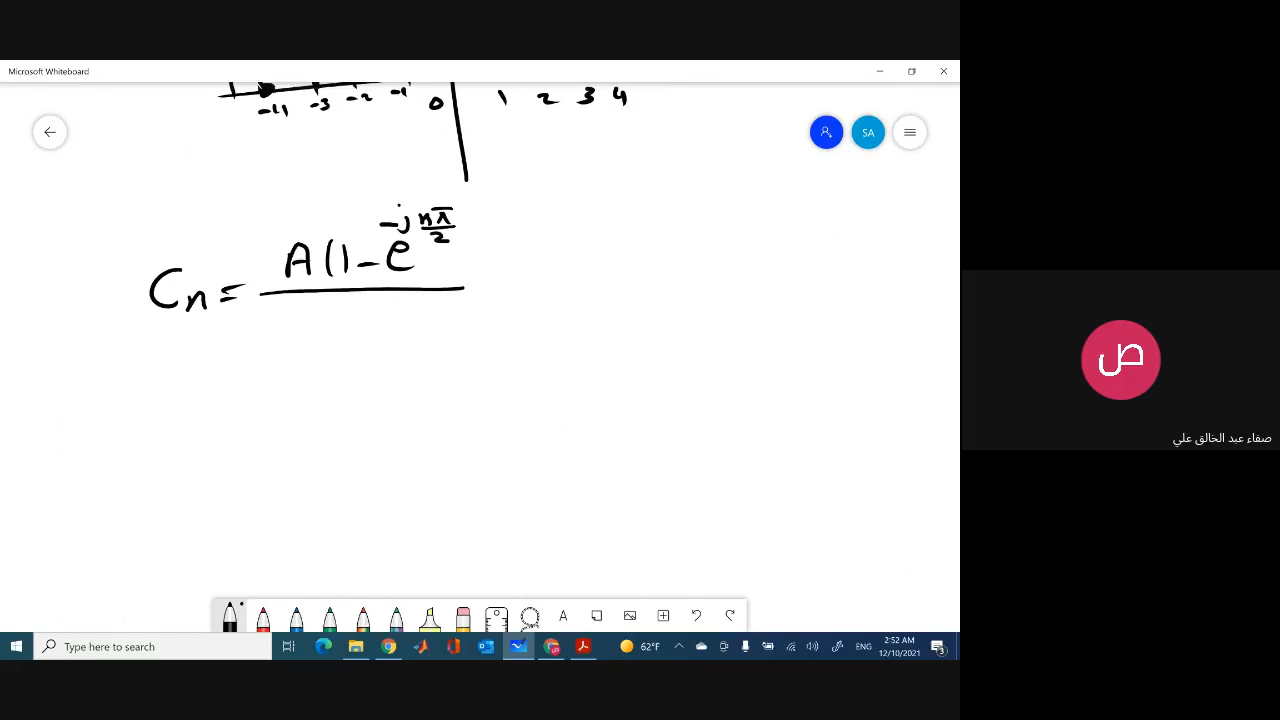 Microsoft Whiteboard
-4 -3 -2 -1 0 1 2 3 4
SA
Cn = A(1-e^-j nπ/2
ص
صفاء عبد الخالق علي
A
Type here to search
62°F
ENG
2:52 AM
12/10/2021
3